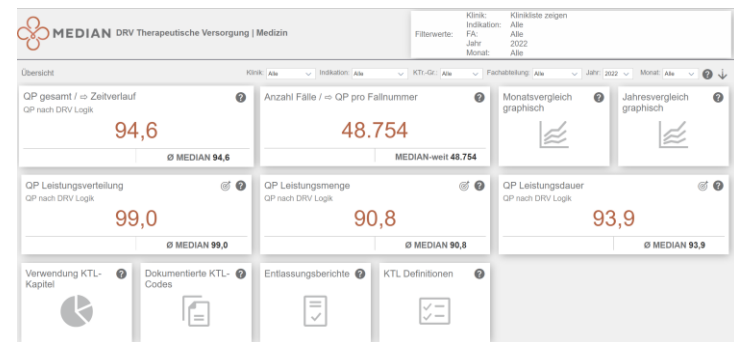 MEDIAN DRV Therapeutische Versorgung | Medizin
Filterwerte:
Klinik: Klinikliste zeigen
Indikation: Alle
FA: Alle
Jahr 2022
Monat: Alle
Übersicht
Klinik: Alle Indikation: Alle KTr.-Gr.: Alle Fachabteilung: Alle Jahr: 2022 Monat: Alle ?
QP gesamt / ⇨ Zeitverlauf ?
QP nach DRV Logik
94,6
Ø MEDIAN 94,6
Anzahl Fälle / ⇨ QP pro Fallnummer ?
48.754
MEDIAN-weit 48.754
Monatsvergleich ?
graphisch
Jahresvergleich ?
graphisch
QP Leistungsverteilung ?
QP nach DRV Logik
99,0
Ø MEDIAN 99,0
QP Leistungsmenge ?
QP nach DRV Logik
90,8
Ø MEDIAN 90,8
QP Leistungsdauer ?
QP nach DRV Logik
93,9
Ø MEDIAN 93,9
Verwendung KTL- ?
Kapitel
Dokumentierte KTL- ?
Codes
Entlassungsberichte ?
KTL Definitionen ?